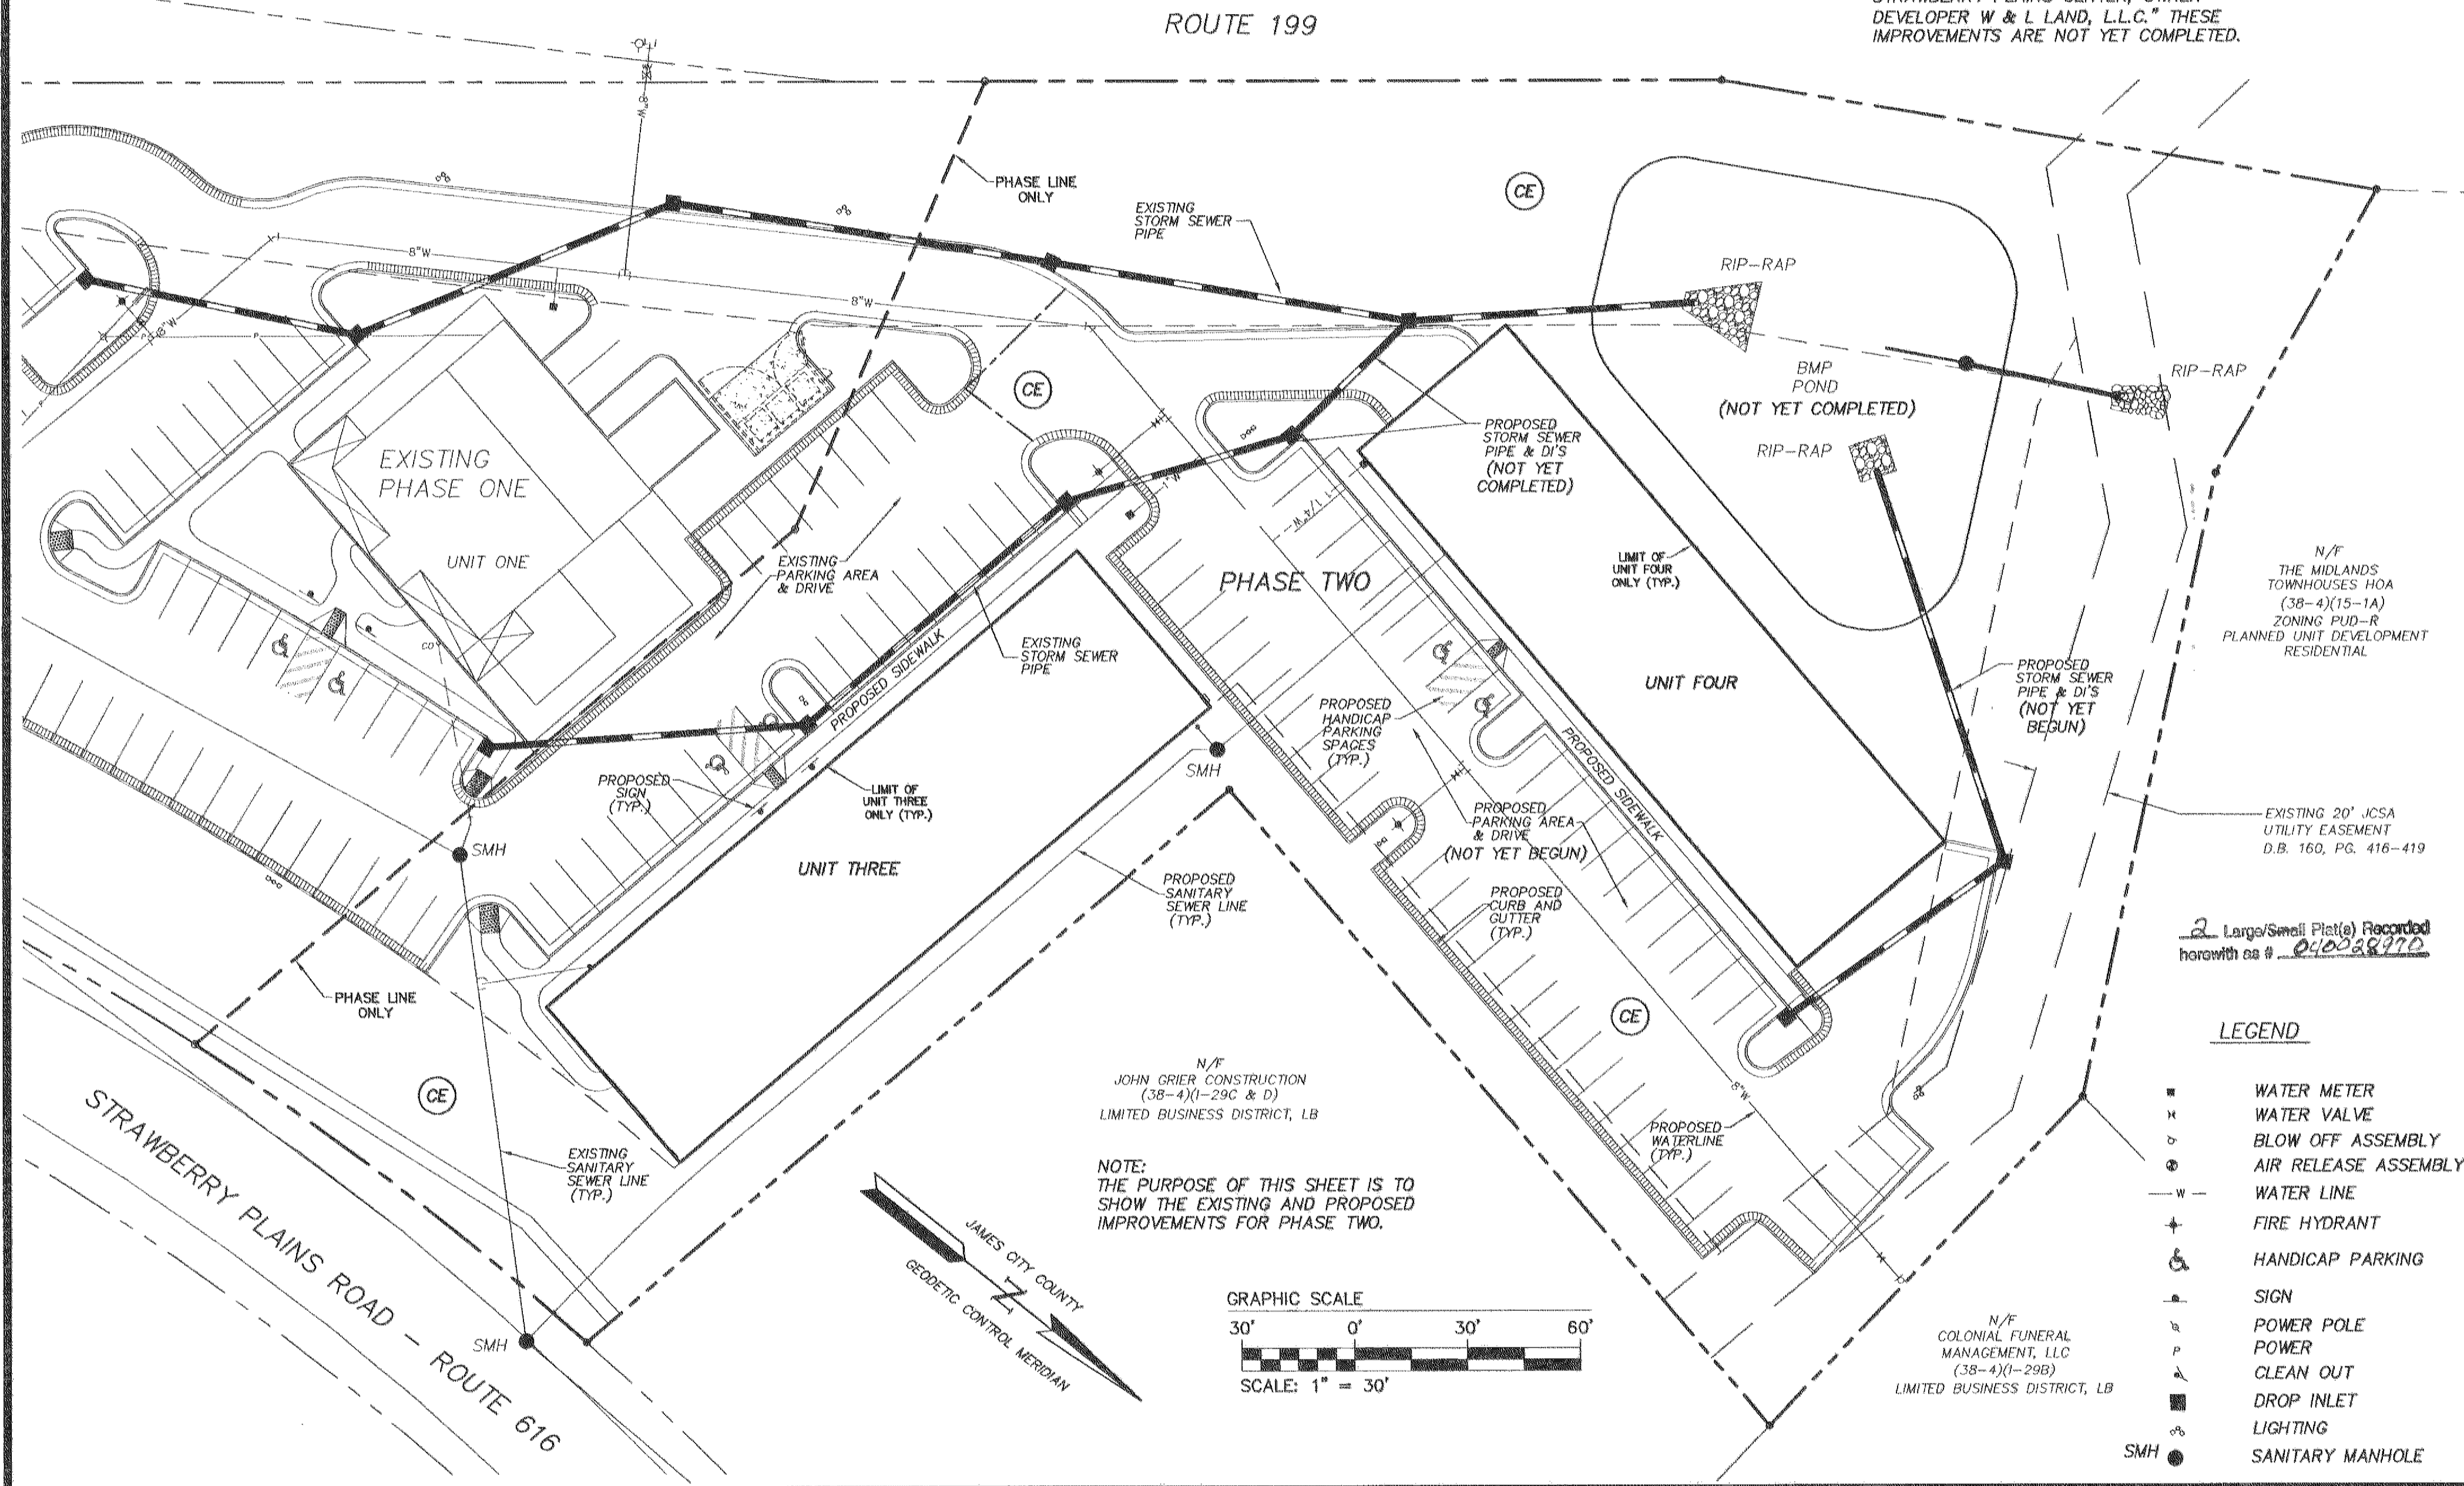 ROUTE 199
DEVELOPER W & L LAND, L.L.C." THESE
IMPROVEMENTS ARE NOT YET COMPLETED.
8"W
PHASE LINE
ONLY
CE
EXISTING
STORM SEWER
PIPE
8"W
8"W
8"W
P
P
RIP-RAP
BMP
POND
(NOT YET COMPLETED)
RIP-RAP
RIP-RAP
CE
PROPOSED
STORM SEWER
PIPE & DI'S
(NOT YET
COMPLETED)
EXISTING
PHASE ONE
UNIT ONE
CO
1"W
1 1/4"W
EXISTING
PARKING AREA
& DRIVE
PHASE TWO
LIMIT OF
UNIT FOUR
ONLY (TYP.)
N/F
THE MIDLANDS
TOWNHOUSES HOA
(38-4)(15-1A)
ZONING PUD-R
PLANNED UNIT DEVELOPMENT
RESIDENTIAL
EXISTING
STORM SEWER
PIPE
PROPOSED SIDEWALK
UNIT FOUR
PROPOSED
STORM SEWER
PIPE & DI'S
(NOT YET
BEGUN)
PROPOSED
HANDICAP
PARKING
SPACES
(TYP.)
PROPOSED SIDEWALK
SMH
PROPOSED
SIGN
(TYP.)
LIMIT OF
UNIT THREE
ONLY (TYP.)
PROPOSED
PARKING AREA
& DRIVE
(NOT YET BEGUN)
EXISTING 20' JCSA
UTILITY EASEMENT
D.B. 160, PG. 416-419
SMH
UNIT THREE
PROPOSED
SANITARY
SEWER LINE
(TYP.)
PROPOSED
CURB AND
GUTTER
(TYP.)
2 Large/Small Plat(s) Recorded
herewith as # 040028970
PHASE LINE
ONLY
CE
CE
N/F
JOHN GRIER CONSTRUCTION
(38-4)(1-29C & D)
LIMITED BUSINESS DISTRICT, LB
8"W
PROPOSED
WATERLINE
(TYP.)
EXISTING
SANITARY
SEWER LINE
(TYP.)
NOTE:
THE PURPOSE OF THIS SHEET IS TO
SHOW THE EXISTING AND PROPOSED
IMPROVEMENTS FOR PHASE TWO.
STRAWBERRY PLAINS ROAD - ROUTE 616
SMH
JAMES CITY COUNTY
N
GEODETIC CONTROL MERIDIAN
GRAPHIC SCALE
30' 0' 30' 60'
SCALE: 1" = 30'
N/F
COLONIAL FUNERAL
MANAGEMENT, LLC
(38-4)(1-29B)
LIMITED BUSINESS DISTRICT, LB
LEGEND
WATER METER
WATER VALVE
BLOW OFF ASSEMBLY
AIR RELEASE ASSEMBLY
W WATER LINE
FIRE HYDRANT
HANDICAP PARKING
SIGN
POWER POLE
P POWER
CLEAN OUT
DROP INLET
LIGHTING
SMH SANITARY MANHOLE